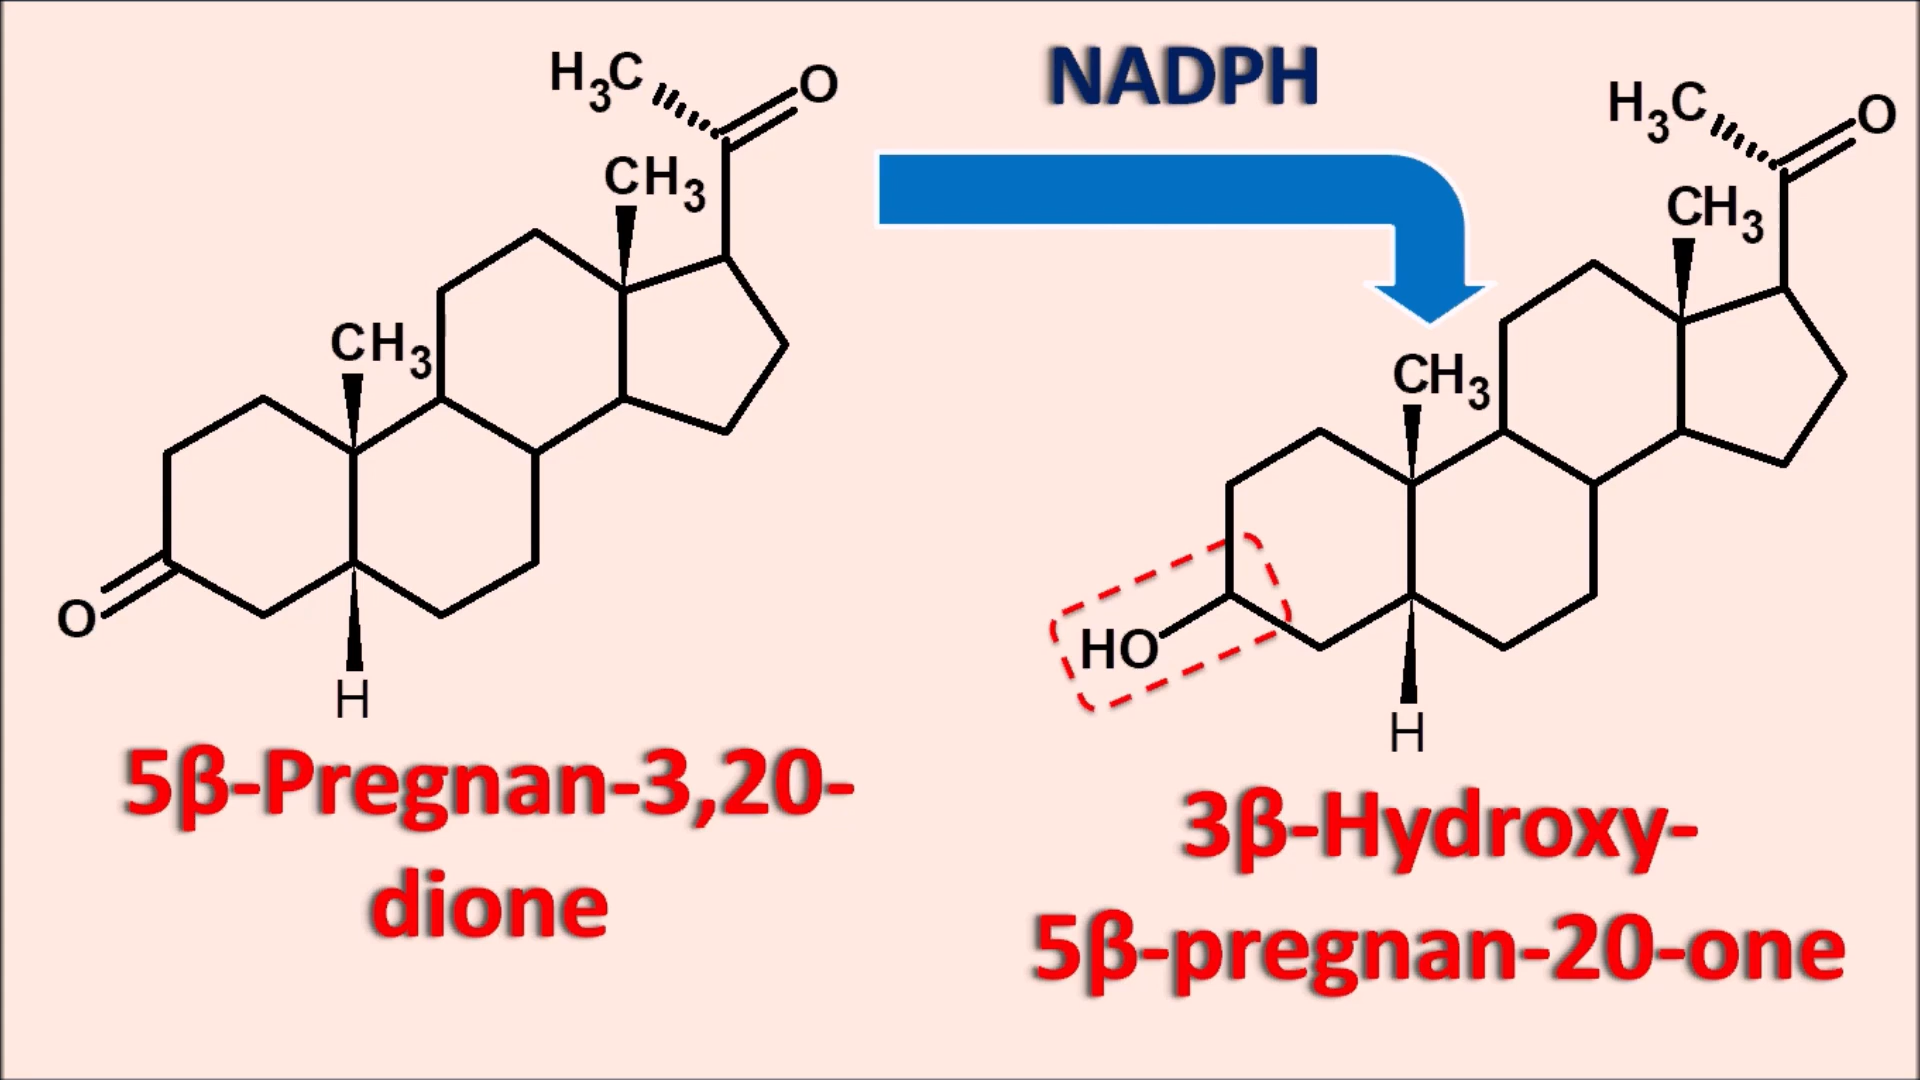 H3C
O
CH3
CH3
O
H
5β-Pregnan-3,20-
dione
NADPH
H3C
O
CH3
CH3
HO
H
3β-Hydroxy-
5β-pregnan-20-one